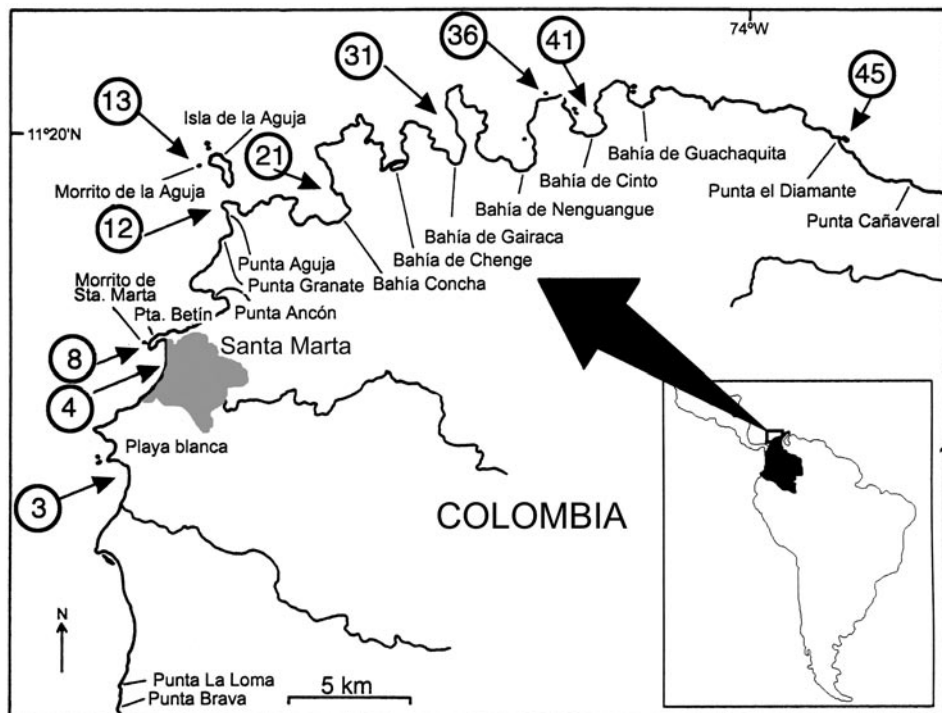 74°W
36
41
31
45
13
Isla de la Aguja
11°20'N
21
Bahía de Guachaquita
Morrito de la Aguja
Bahía de Cinto
Punta el Diamante
12
Bahía de Nenguangue
Punta Cañaveral
Bahía de Gairaca
Punta Aguja
Bahía de Chenge
Punta Granate
Bahía Concha
Morrito de
Sta. Marta
Punta Ancón
Pta. Betín
8
Santa Marta
4
Playa blanca
3
COLOMBIA
N
Punta La Loma
5 km
Punta Brava